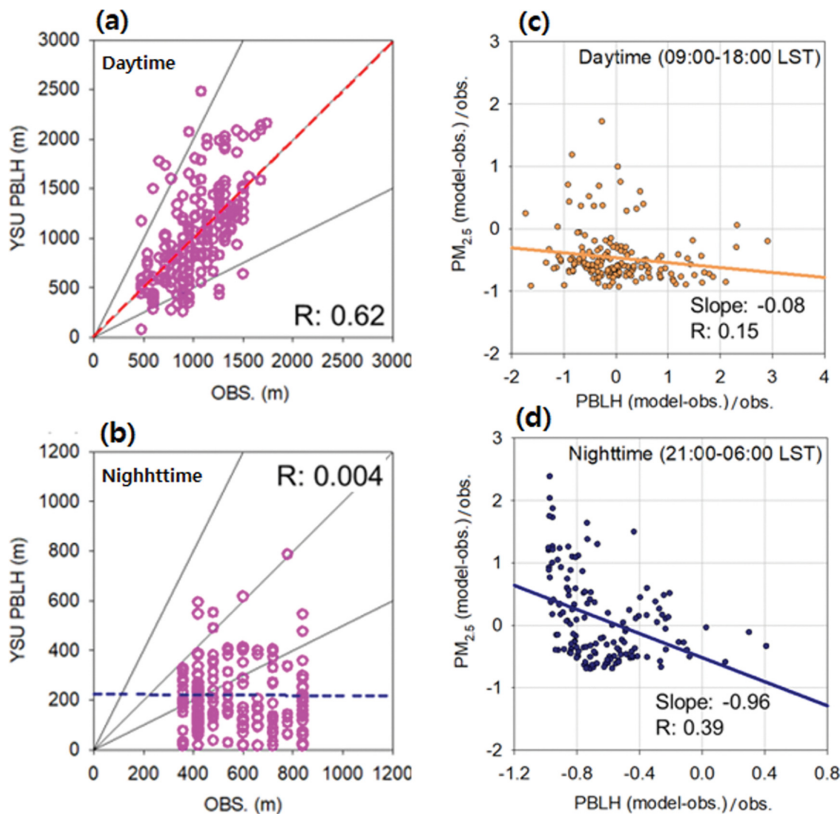 (a)
Daytime
YSU PBLH (m)
3000
2500
2000
1500
1000
500
0
R: 0.62
0 500 1000 1500 2000 2500 3000
OBS. (m)
(b)
Nighhttime
R: 0.004
YSU PBLH (m)
1200
1000
800
600
400
200
0
0 200 400 600 800 1000 1200
OBS. (m)
(c)
Daytime (09:00-18:00 LST)
PM2.5 (model-obs.)/obs.
3
2
1
0
-1
-2
Slope: -0.08
R: 0.15
-2 -1 0 1 2 3 4
PBLH (model-obs.)/obs.
(d)
Nighttime (21:00-06:00 LST)
PM2.5 (model-obs.)/obs.
3
2
1
0
-1
-2
Slope: -0.96
R: 0.39
-1.2 -0.8 -0.4 0.0 0.4 0.8
PBLH (model-obs.)/obs.